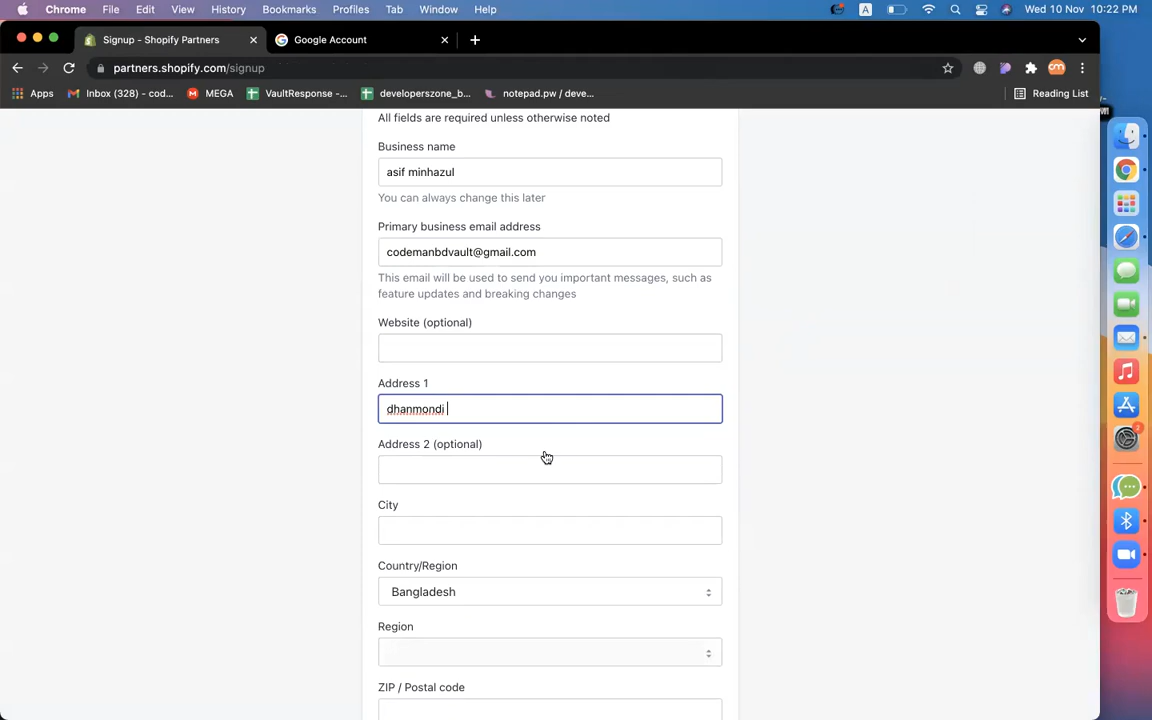 Chrome File Edit View History Bookmarks Profiles Tab Window Help A Wed 10 Nov 10:22 PM
Signup - Shopify Partners Google Account
partners.shopify.com/signup
Apps Inbox (328) – cod... MEGA VaultResponse –... developerszone_b... notepad.pw / deve... Reading List
All fields are required unless otherwise noted
Business name
asif minhazul
You can always change this later
Primary business email address
codemanbdvault@gmail.com
This email will be used to send you important messages, such as
feature updates and breaking changes
Website (optional)
Address 1
dhanmondi
Address 2 (optional)
City
Country/Region
Bangladesh
Region
ZIP / Postal code